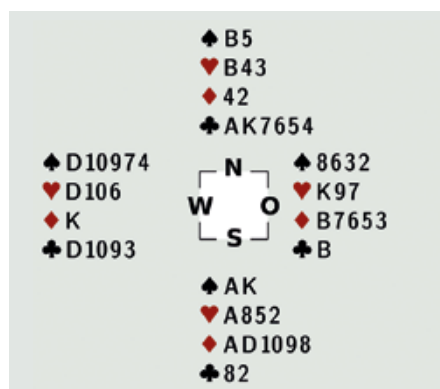 ♠ B5
♥ B43
♦ 42
♣ AK7654
♠ D10974
♥ D106
♦ K
♣ D1093
N
W O
S
♠ 8632
♥ K97
♦ B7653
♣ B
♠ AK
♥ A852
♦ AD1098
♣ 82